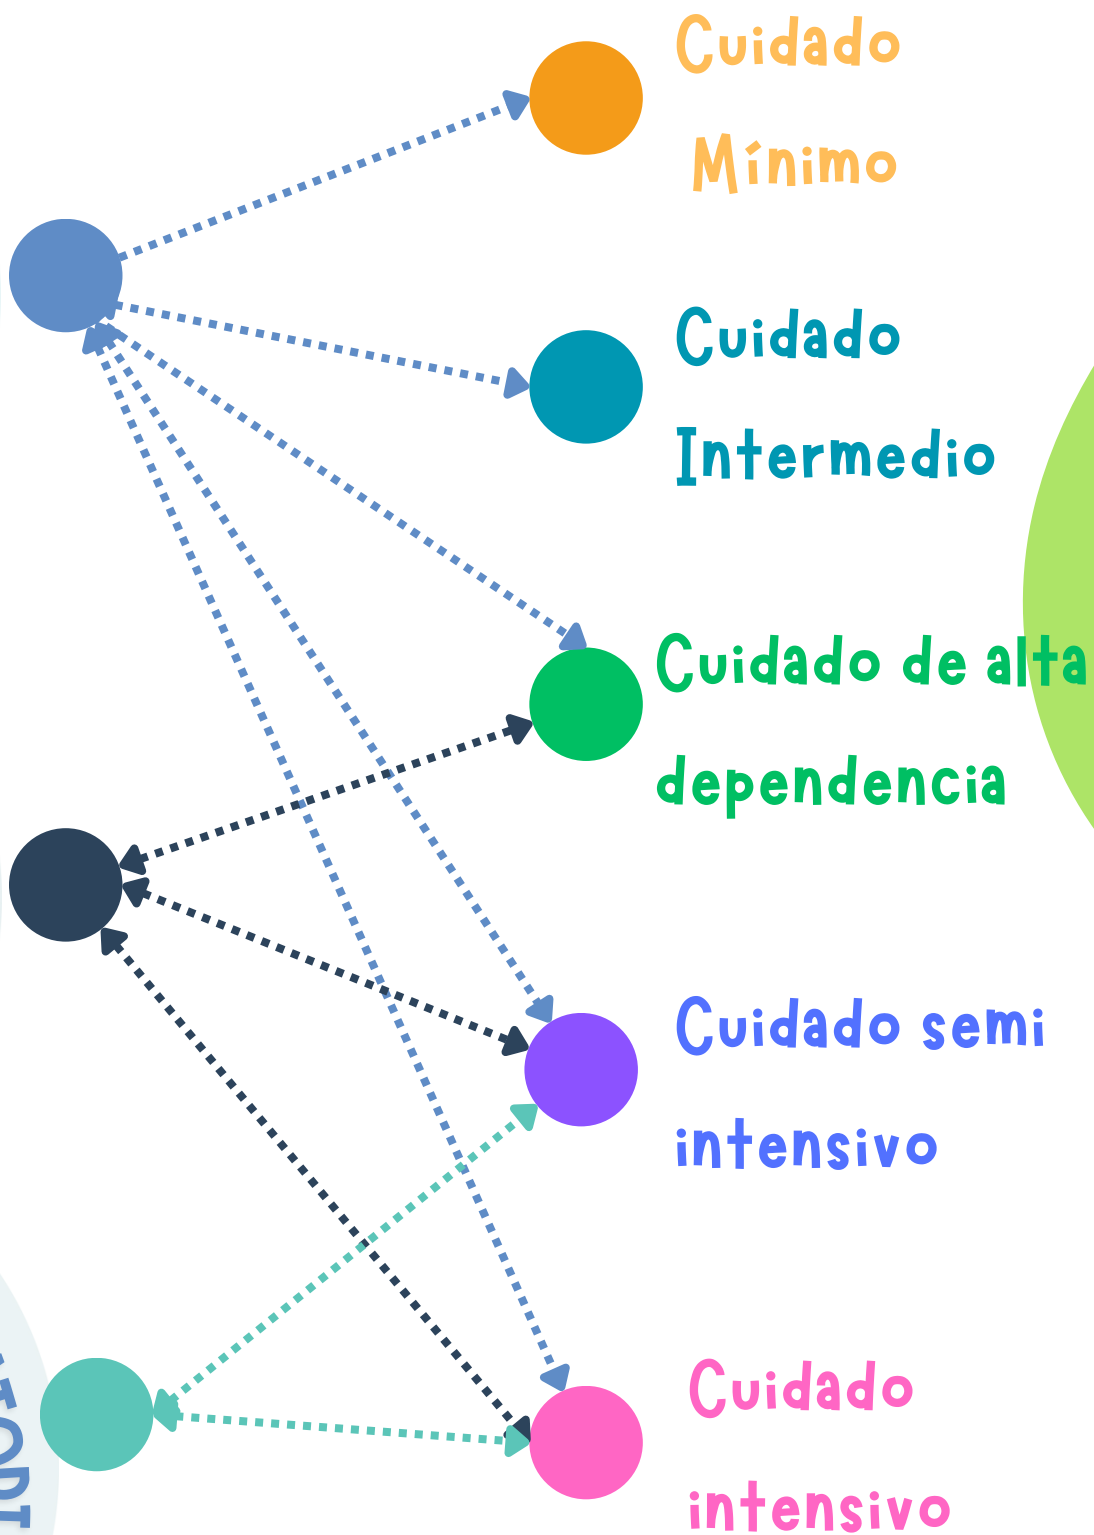 Cuidado
Mínimo
Cuidado
Intermedio
Cuidado de alta
dependencia
Cuidado semi
intensivo
Cuidado
intensivo